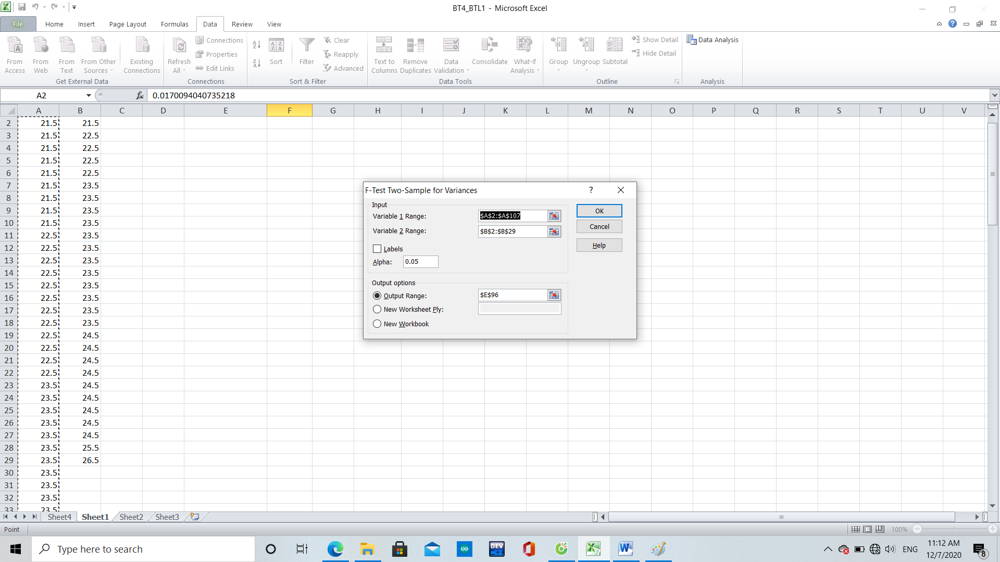 BT4_BTL1 - Microsoft Excel
File Home Insert Page Layout Formulas Data Review View
From Access
From Web
From Text
From Other Sources
Existing Connections
Get External Data
Refresh All
Connections
Properties
Edit Links
Connections
Sort
Filter
Clear
Reapply
Advanced
Sort & Filter
Text to Columns
Remove Duplicates
Data Validation
Consolidate
What-If Analysis
Data Tools
Group
Ungroup
Subtotal
Show Detail
Hide Detail
Outline
Data Analysis
Analysis
A2 fx 0.0170094040735218
A B C D E F G H I J K L M N O P Q R S T U V
2 21.5 21.5
3 21.5 22.5
4 21.5 22.5
5 21.5 22.5
6 21.5 22.5
7 21.5 23.5
8 21.5 23.5
9 21.5 23.5
10 21.5 23.5
11 22.5 23.5
12 22.5 23.5
13 22.5 23.5
14 22.5 23.5
15 22.5 23.5
16 22.5 23.5
17 22.5 23.5
18 22.5 23.5
19 22.5 24.5
20 22.5 24.5
21 22.5 24.5
22 22.5 24.5
23 23.5 24.5
24 23.5 24.5
25 23.5 24.5
26 23.5 24.5
27 23.5 24.5
28 23.5 25.5
29 23.5 26.5
30 23.5
31 23.5
32 23.5
33 23.5
F-Test Two-Sample for Variances ?
Input
Variable 1 Range: $A$2:$A$107
Variable 2 Range: $B$2:$B$29
Labels
Alpha: 0.05
Output options
Output Range: $E$96
New Worksheet Ply:
New Workbook
OK
Cancel
Help
Sheet4 Sheet1 Sheet2 Sheet3
Point
100%
Type here to search
DEV C++
ENG
11:12 AM
12/7/2020
8